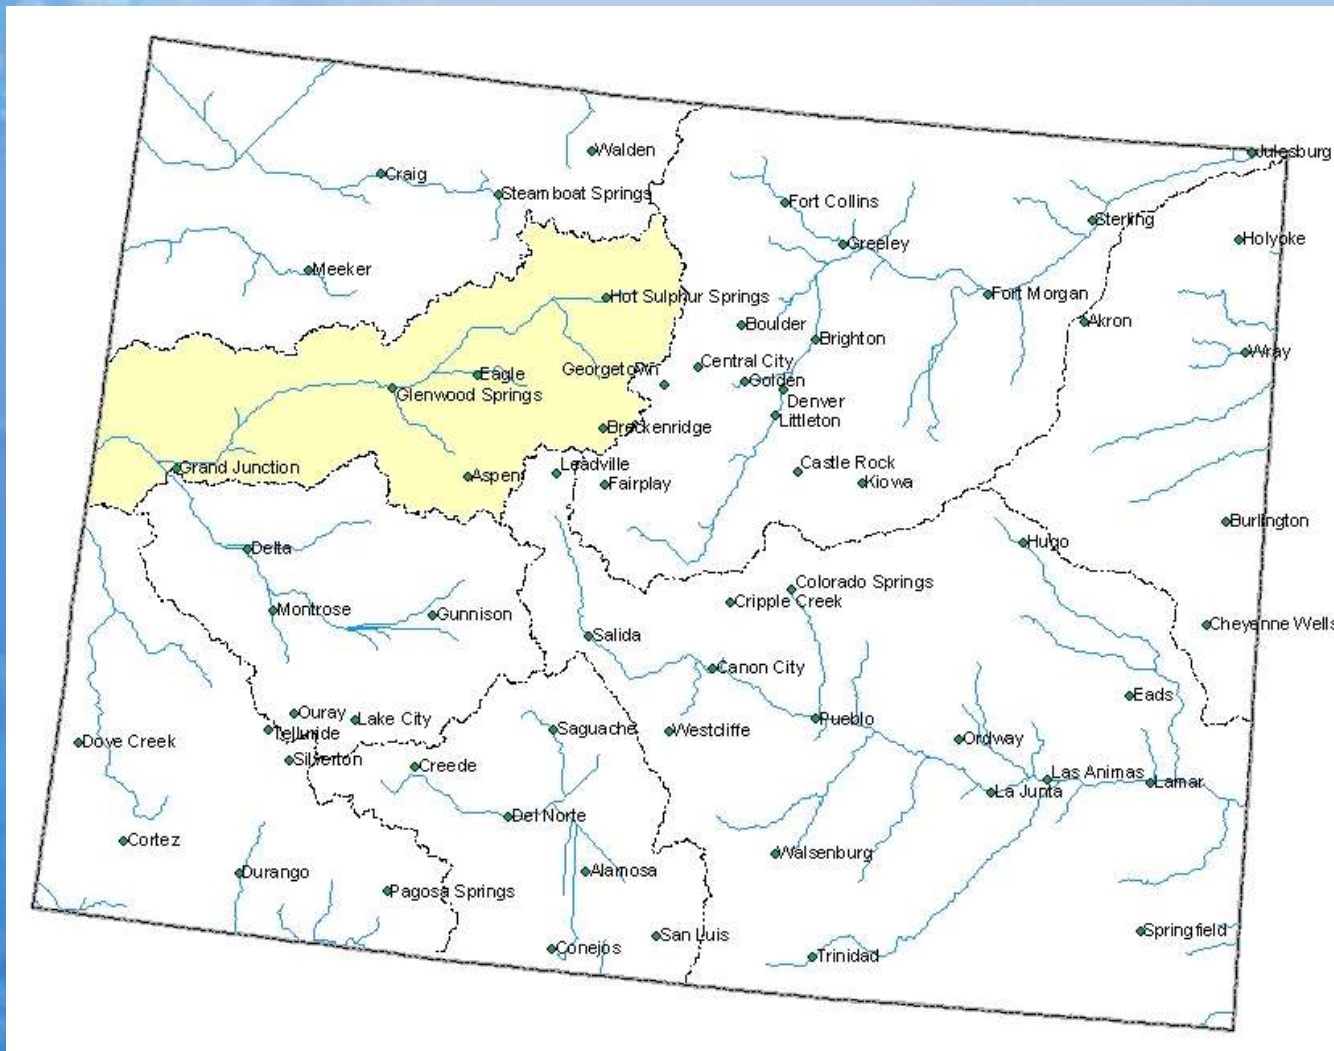 Julesburg
Walden
Craig
Steamboat Springs
Fort Collins
Sterling
Holyoke
Greeley
Meeker
Hot Sulphur Springs
Fort Morgan
Boulder
Akron
Brighton
Wray
Central City
Georgetown
Eagle
Golden
Glenwood Springs
Denver
Littleton
Breckenridge
Grand Junction
Leadville
Castle Rock
Aspen
Fairplay
Kiowa
Burlington
Delta
Hugo
Colorado Springs
Cripple Creek
Montrose
Gunnison
Cheyenne Wells
Salida
Canon City
Eads
Ouray
Lake City
Pueblo
Telluride
Saguache
Westcliffe
Dove Creek
Ordway
Silverton
Creede
Las Animas
Lamar
La Junta
Del Norte
Cortez
Walsenburg
Durango
Alamosa
Pagosa Springs
San Luis
Springfield
Conejos
Trinidad